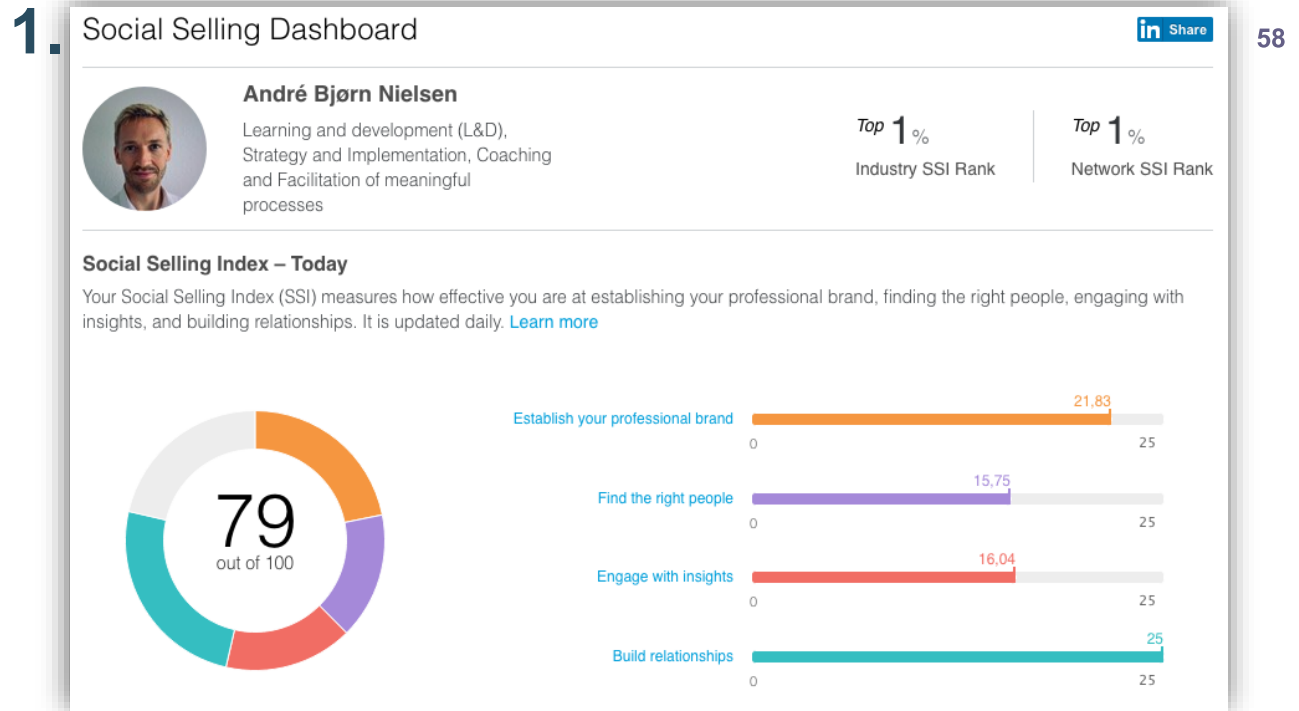 1.
Social Selling Dashboard
in Share
58
André Bjørn Nielsen
Learning and development (L&D),
Strategy and Implementation, Coaching
and Facilitation of meaningful
processes
Top 1 %
Industry SSI Rank
Top 1 %
Network SSI Rank
Social Selling Index – Today
Your Social Selling Index (SSI) measures how effective you are at establishing your professional brand, finding the right people, engaging with
insights, and building relationships. It is updated daily. Learn more
79
out of 100
Establish your professional brand
21,83
0
25
Find the right people
15,75
0
25
Engage with insights
16,04
0
25
Build relationships
25
0
25